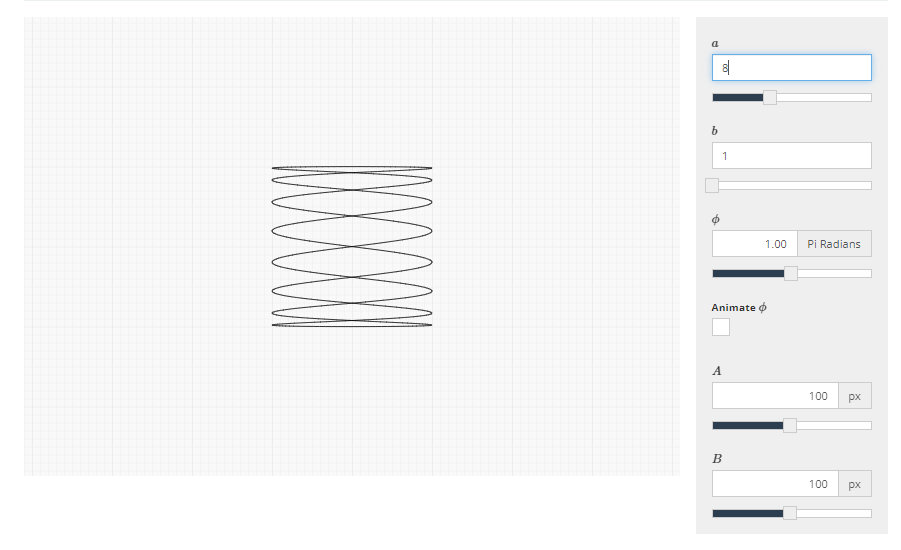 a
8
b
1
ϕ
1.00 Pi Radians
Animate ϕ
A
100 px
B
100 px